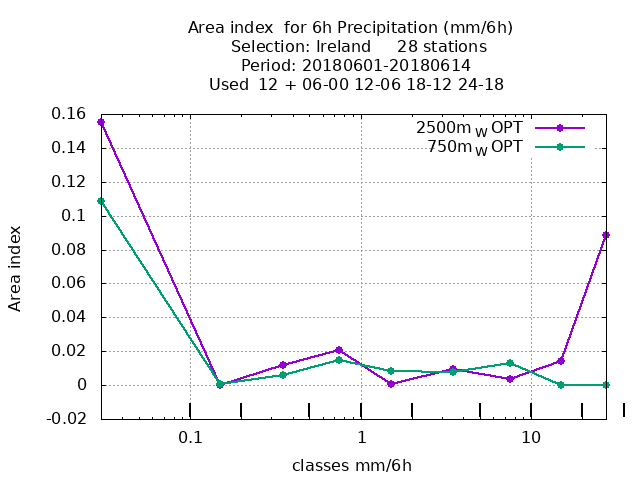 Area index  for 6h Precipitation (mm/6h)
Selection: Ireland     28 stations
Period: 20180601-20180614
Used  12 + 06-00 12-06 18-12 24-18
2500m W OPT
750m W OPT
0.16
0.14
0.12
0.1
0.08
0.06
0.04
0.02
0
-0.02
Area index
0.1 1 10
classes mm/6h